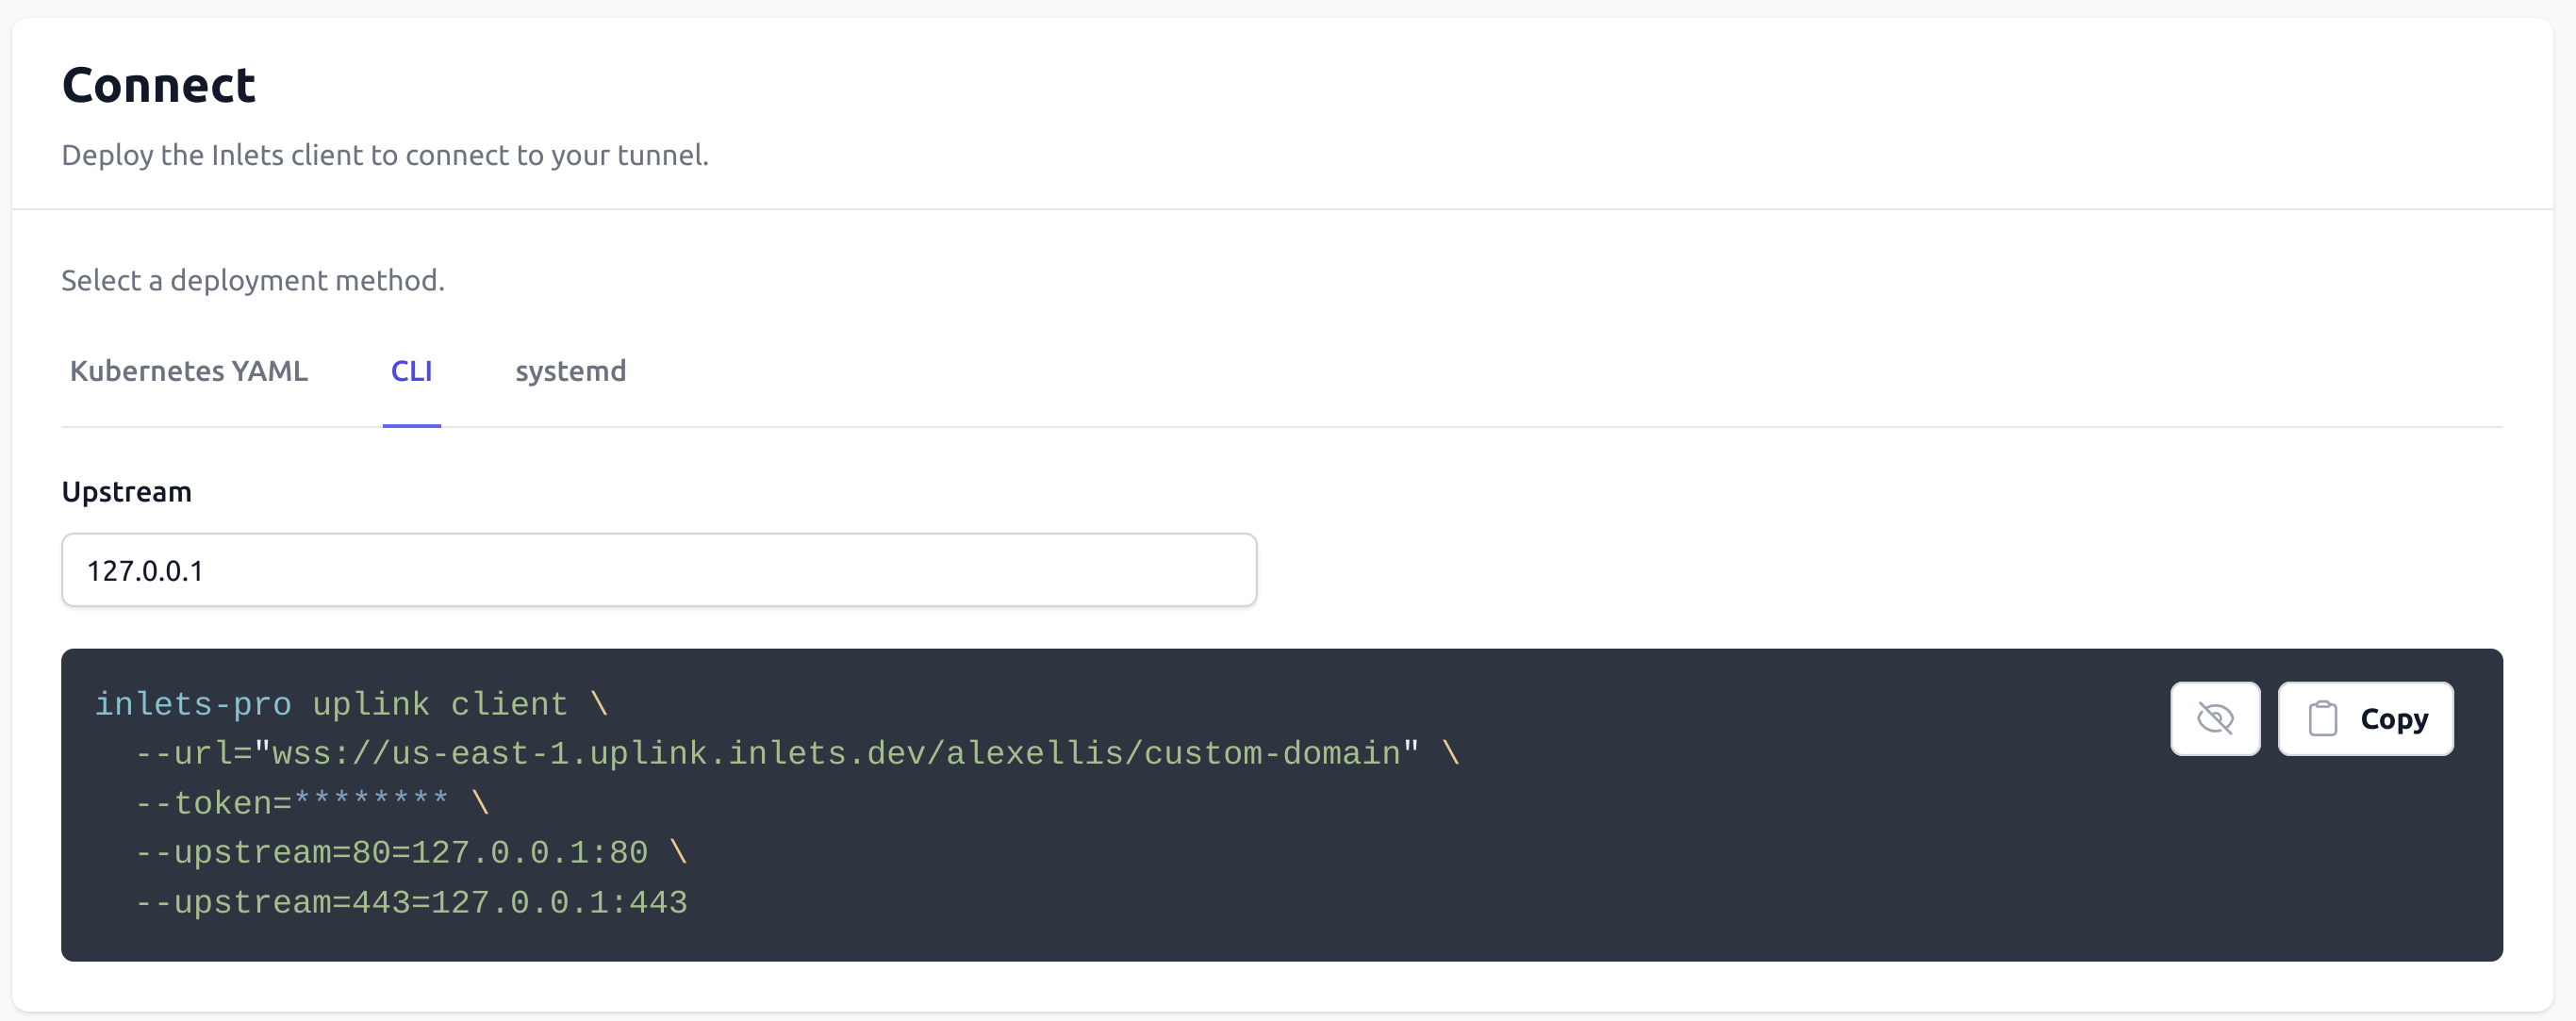 Connect
Deploy the Inlets client to connect to your tunnel.
Select a deployment method.
Kubernetes YAML CLI systemd
Upstream
127.0.0.1
Copy
inlets-pro uplink client \
--url="wss://us-east-1.uplink.inlets.dev/alexellis/custom-domain" \
--token=******** \
--upstream=80=127.0.0.1:80 \
--upstream=443=127.0.0.1:443